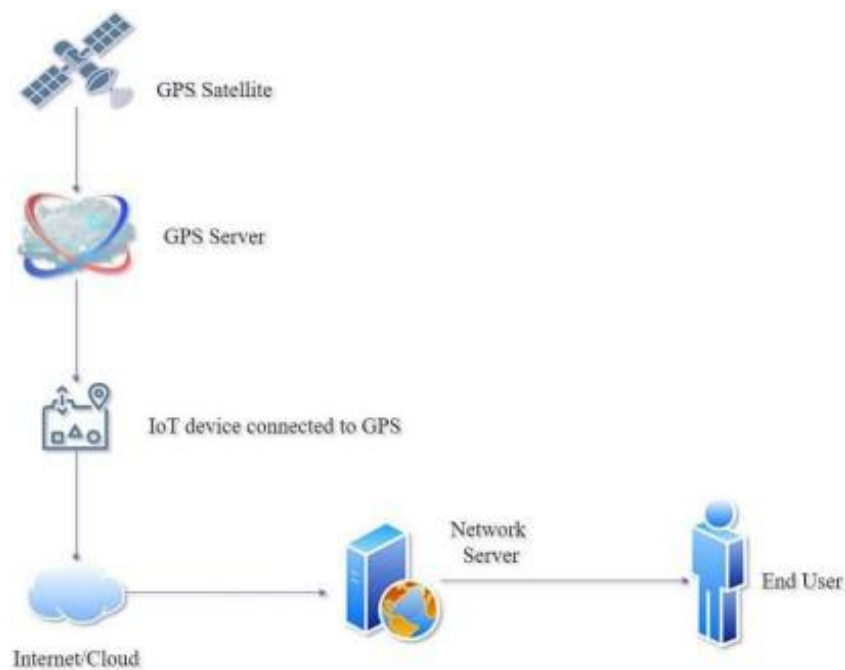 GPS Satellite
GPS Server
IoT device connected to GPS
Network
Server
End User
Internet/Cloud